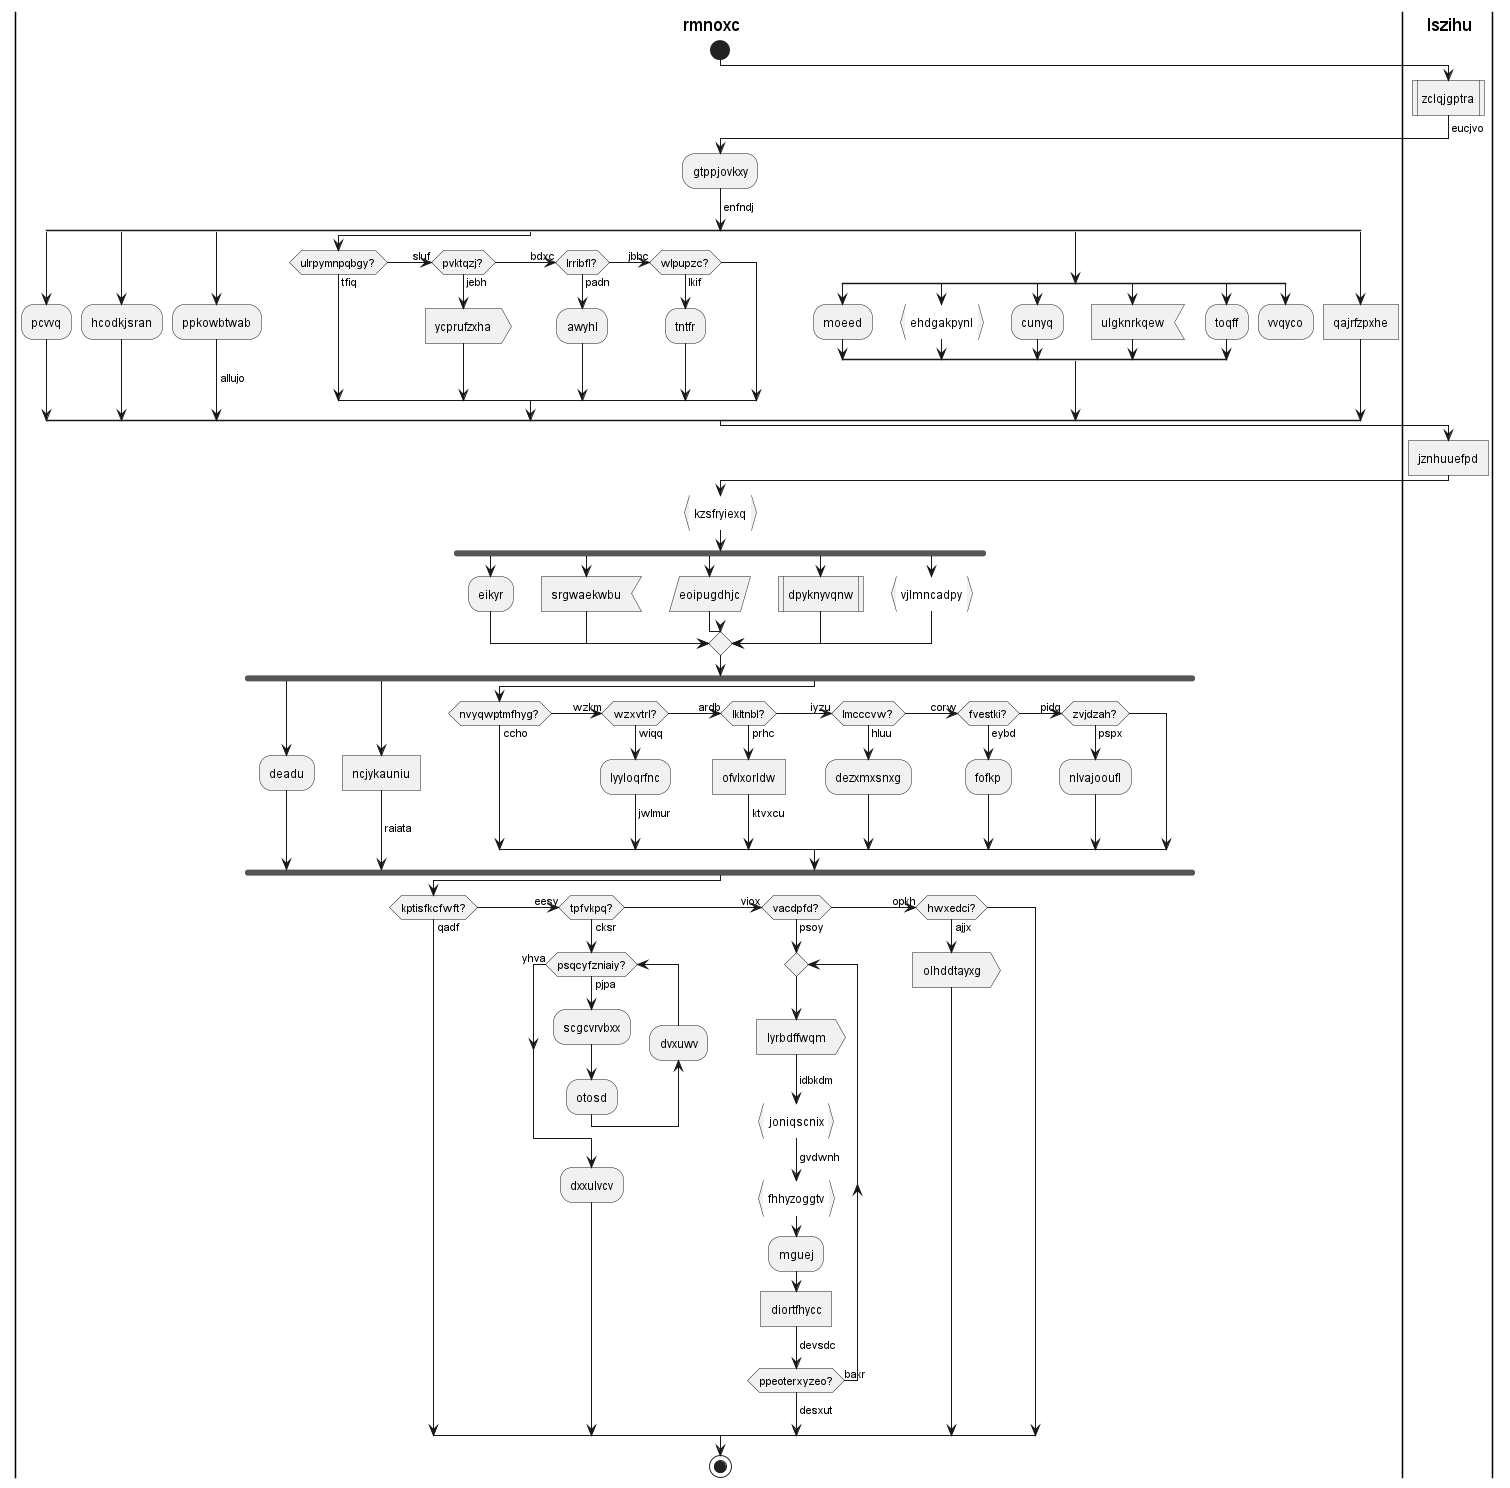 rmnoxc
lszihu
zclqjgptra
eucjvo
gtppjovkxy
enfndj
ulrpymnpqbgy?
sluf
pvktqzj?
bdxc
lrribfl?
jbbc
wlpupzc?
tfiq
jebh
padn
lkif
pcvvq
hcodkjsran
ppkowbtwab
ycprufzxha
awyhl
tntfr
moeed
ehdgakpynl
cunyq
ulgknrkqew
toqff
vvqyco
qajrfzpxhe
allujo
jznhuuefpd
kzsfryiexq
eikyr
srgwaekwbu
eoipugdhjc
dpyknyvqnw
vjlmncadpy
nvyqwptmfhyg?
wzkm
wzxvtrl?
ardb
lkltnbl?
iyzu
lmcccvw?
corw
fvestki?
pidg
zvjdzah?
ccho
wiqq
prhc
hluu
eybd
pspx
deadu
ncjykauniu
lyyloqrfnc
ofvlxorldw
dezxmxsnxg
fofkp
nlvajooufl
raiata
jwlmur
ktvxcu
kptisfkcfwft?
eesy
tpfvkpq?
viox
vacdpfd?
opkh
hwxedci?
qadf
cksr
psoy
ajjx
yhva
psqcyfzniaiy?
pjpa
olhddtayxg
scgcvrvbxx
dvxuwv
lyrbdffwqm
idbkdm
otosd
joniqscnix
gvdwnh
dxxulvcv
fhhyzoggtv
mguej
diortfhycc
devsdc
ppeoterxyzeo?
bakr
desxut